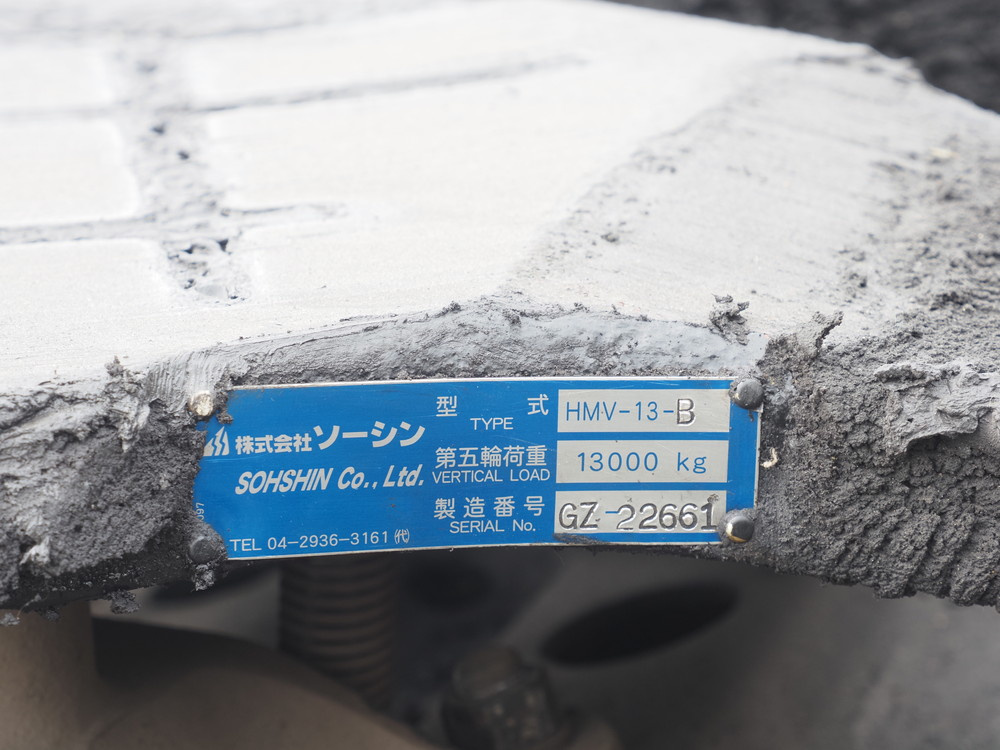 株式会社ソーシン
SOHSHIN Co., Ltd.
TEL 04-2936-3161 ㈹
型式 HMV-13-B
TYPE
第五輪荷重 13000 kg
VERTICAL LOAD
製造番号 GZ-22661
SERIAL No.